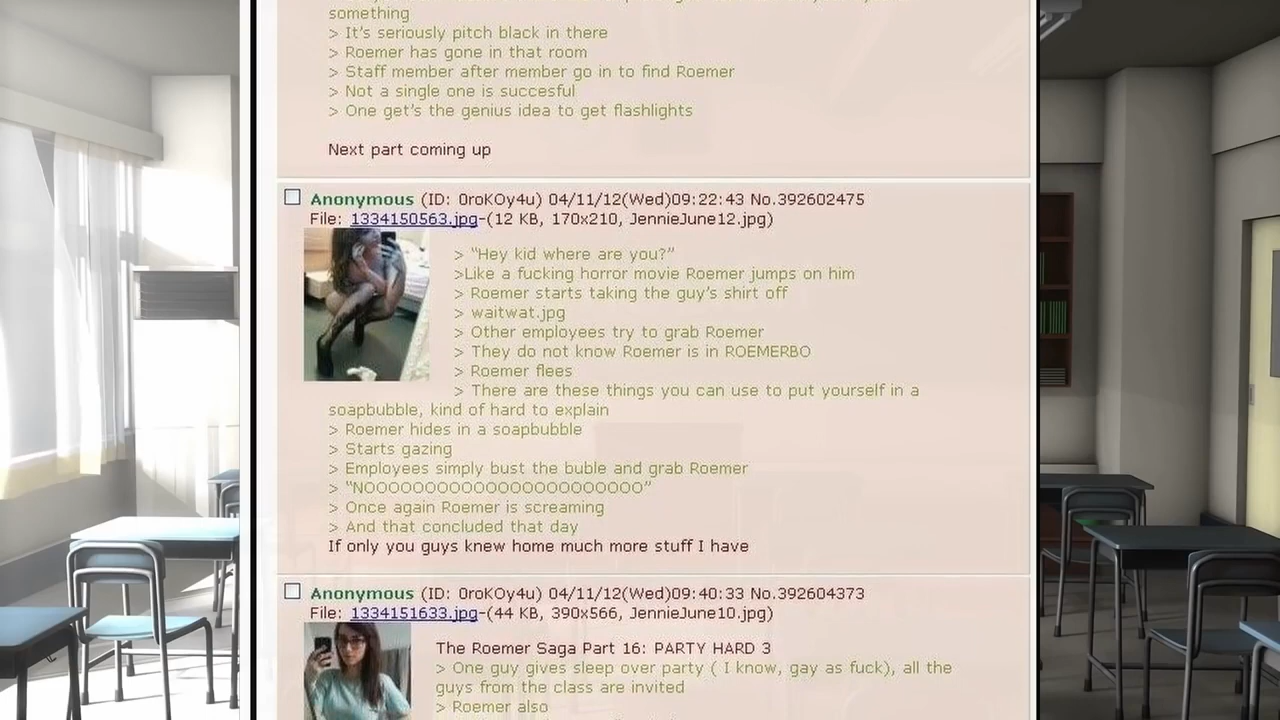 something
> It's seriously pitch black in there
> Roemer has gone in that room
> Staff member after member go in to find Roemer
> Not a single one is succesful
> One get's the genius idea to get flashlights
Next part coming up
Anonymous (ID: 0roKOy4u) 04/11/12(Wed)09:22:43 No.392602475
File: 1334150563.jpg-(12 KB, 170x210, JennieJune12.jpg)
> "Hey kid where are you?"
>Like a fucking horror movie Roemer jumps on him
> Roemer starts taking the guy's shirt off
> waitwat.jpg
> Other employees try to grab Roemer
> They do not know Roemer is in ROEMERBO
> Roemer flees
> There are these things you can use to put yourself in a
soapbubble, kind of hard to explain
> Roemer hides in a soapbubble
> Starts gazing
> Employees simply bust the buble and grab Roemer
> "NOOOOOOOOOOOOOOOOOOOOOOO"
> Once again Roemer is screaming
> And that concluded that day
If only you guys knew home much more stuff I have
Anonymous (ID: 0roKOy4u) 04/11/12(Wed)09:40:33 No.392604373
File: 1334151633.jpg-(44 KB, 390x566, JennieJune10.jpg)
The Roemer Saga Part 16: PARTY HARD 3
> One guy gives sleep over party ( I know, gay as fuck), all the
guys from the class are invited
> Roemer also